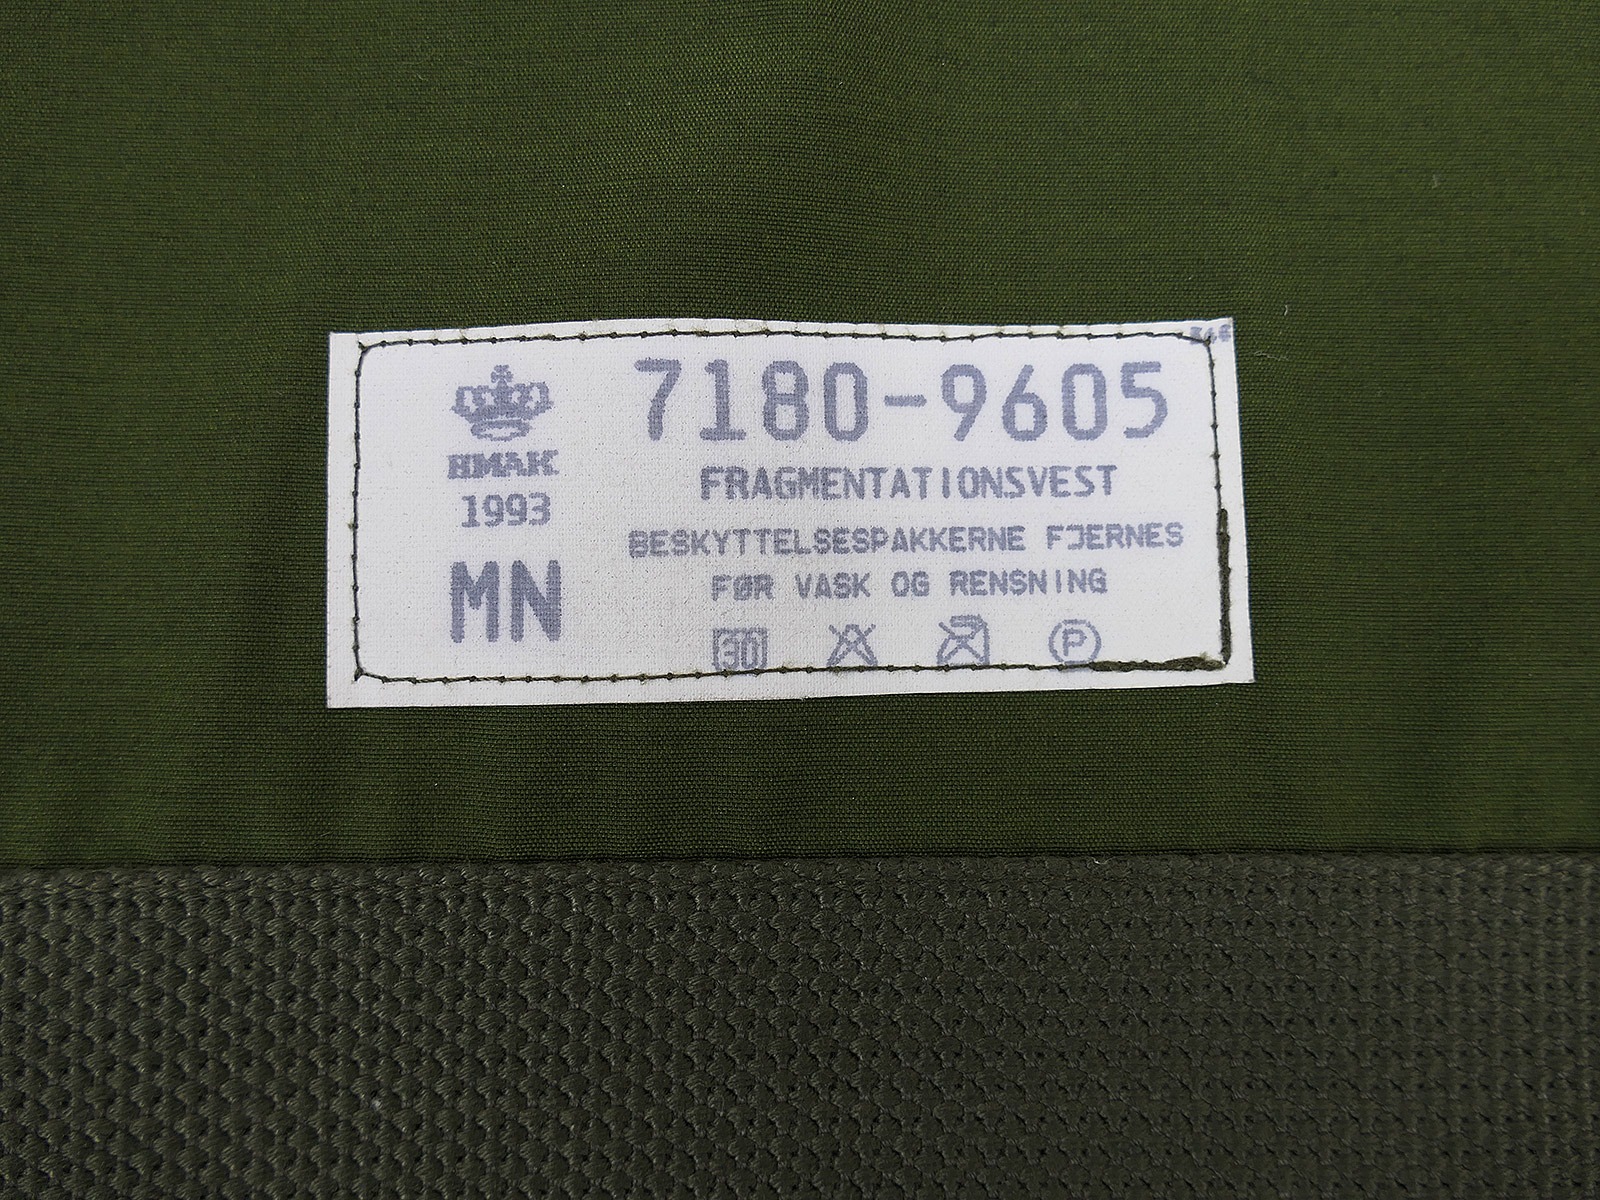 7180-9605
HMAK
1993
MN
FRAGMENTATIONSVEST
BESKYTTELSESPAKKERNE FJERNES
FØR VASK OG RENSNING
30
P